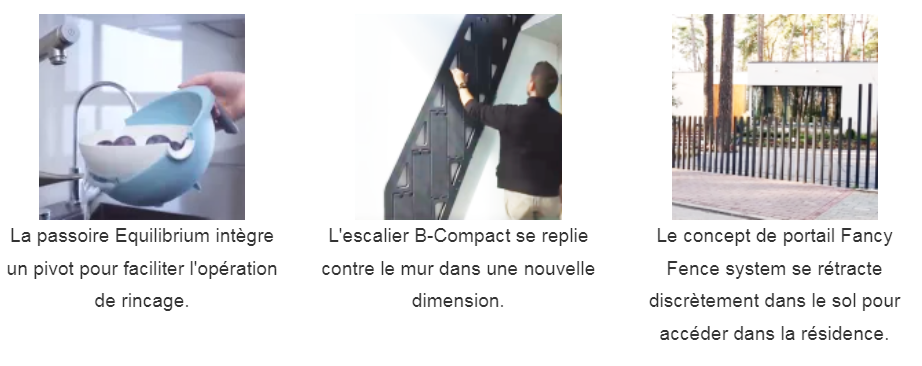 La passoire Equilibrium intègre
un pivot pour faciliter l'opération
de rincage.
L'escalier B-Compact se replie
contre le mur dans une nouvelle
dimension.
Le concept de portail Fancy
Fence system se rétracte
discrètement dans le sol pour
accéder dans la résidence.